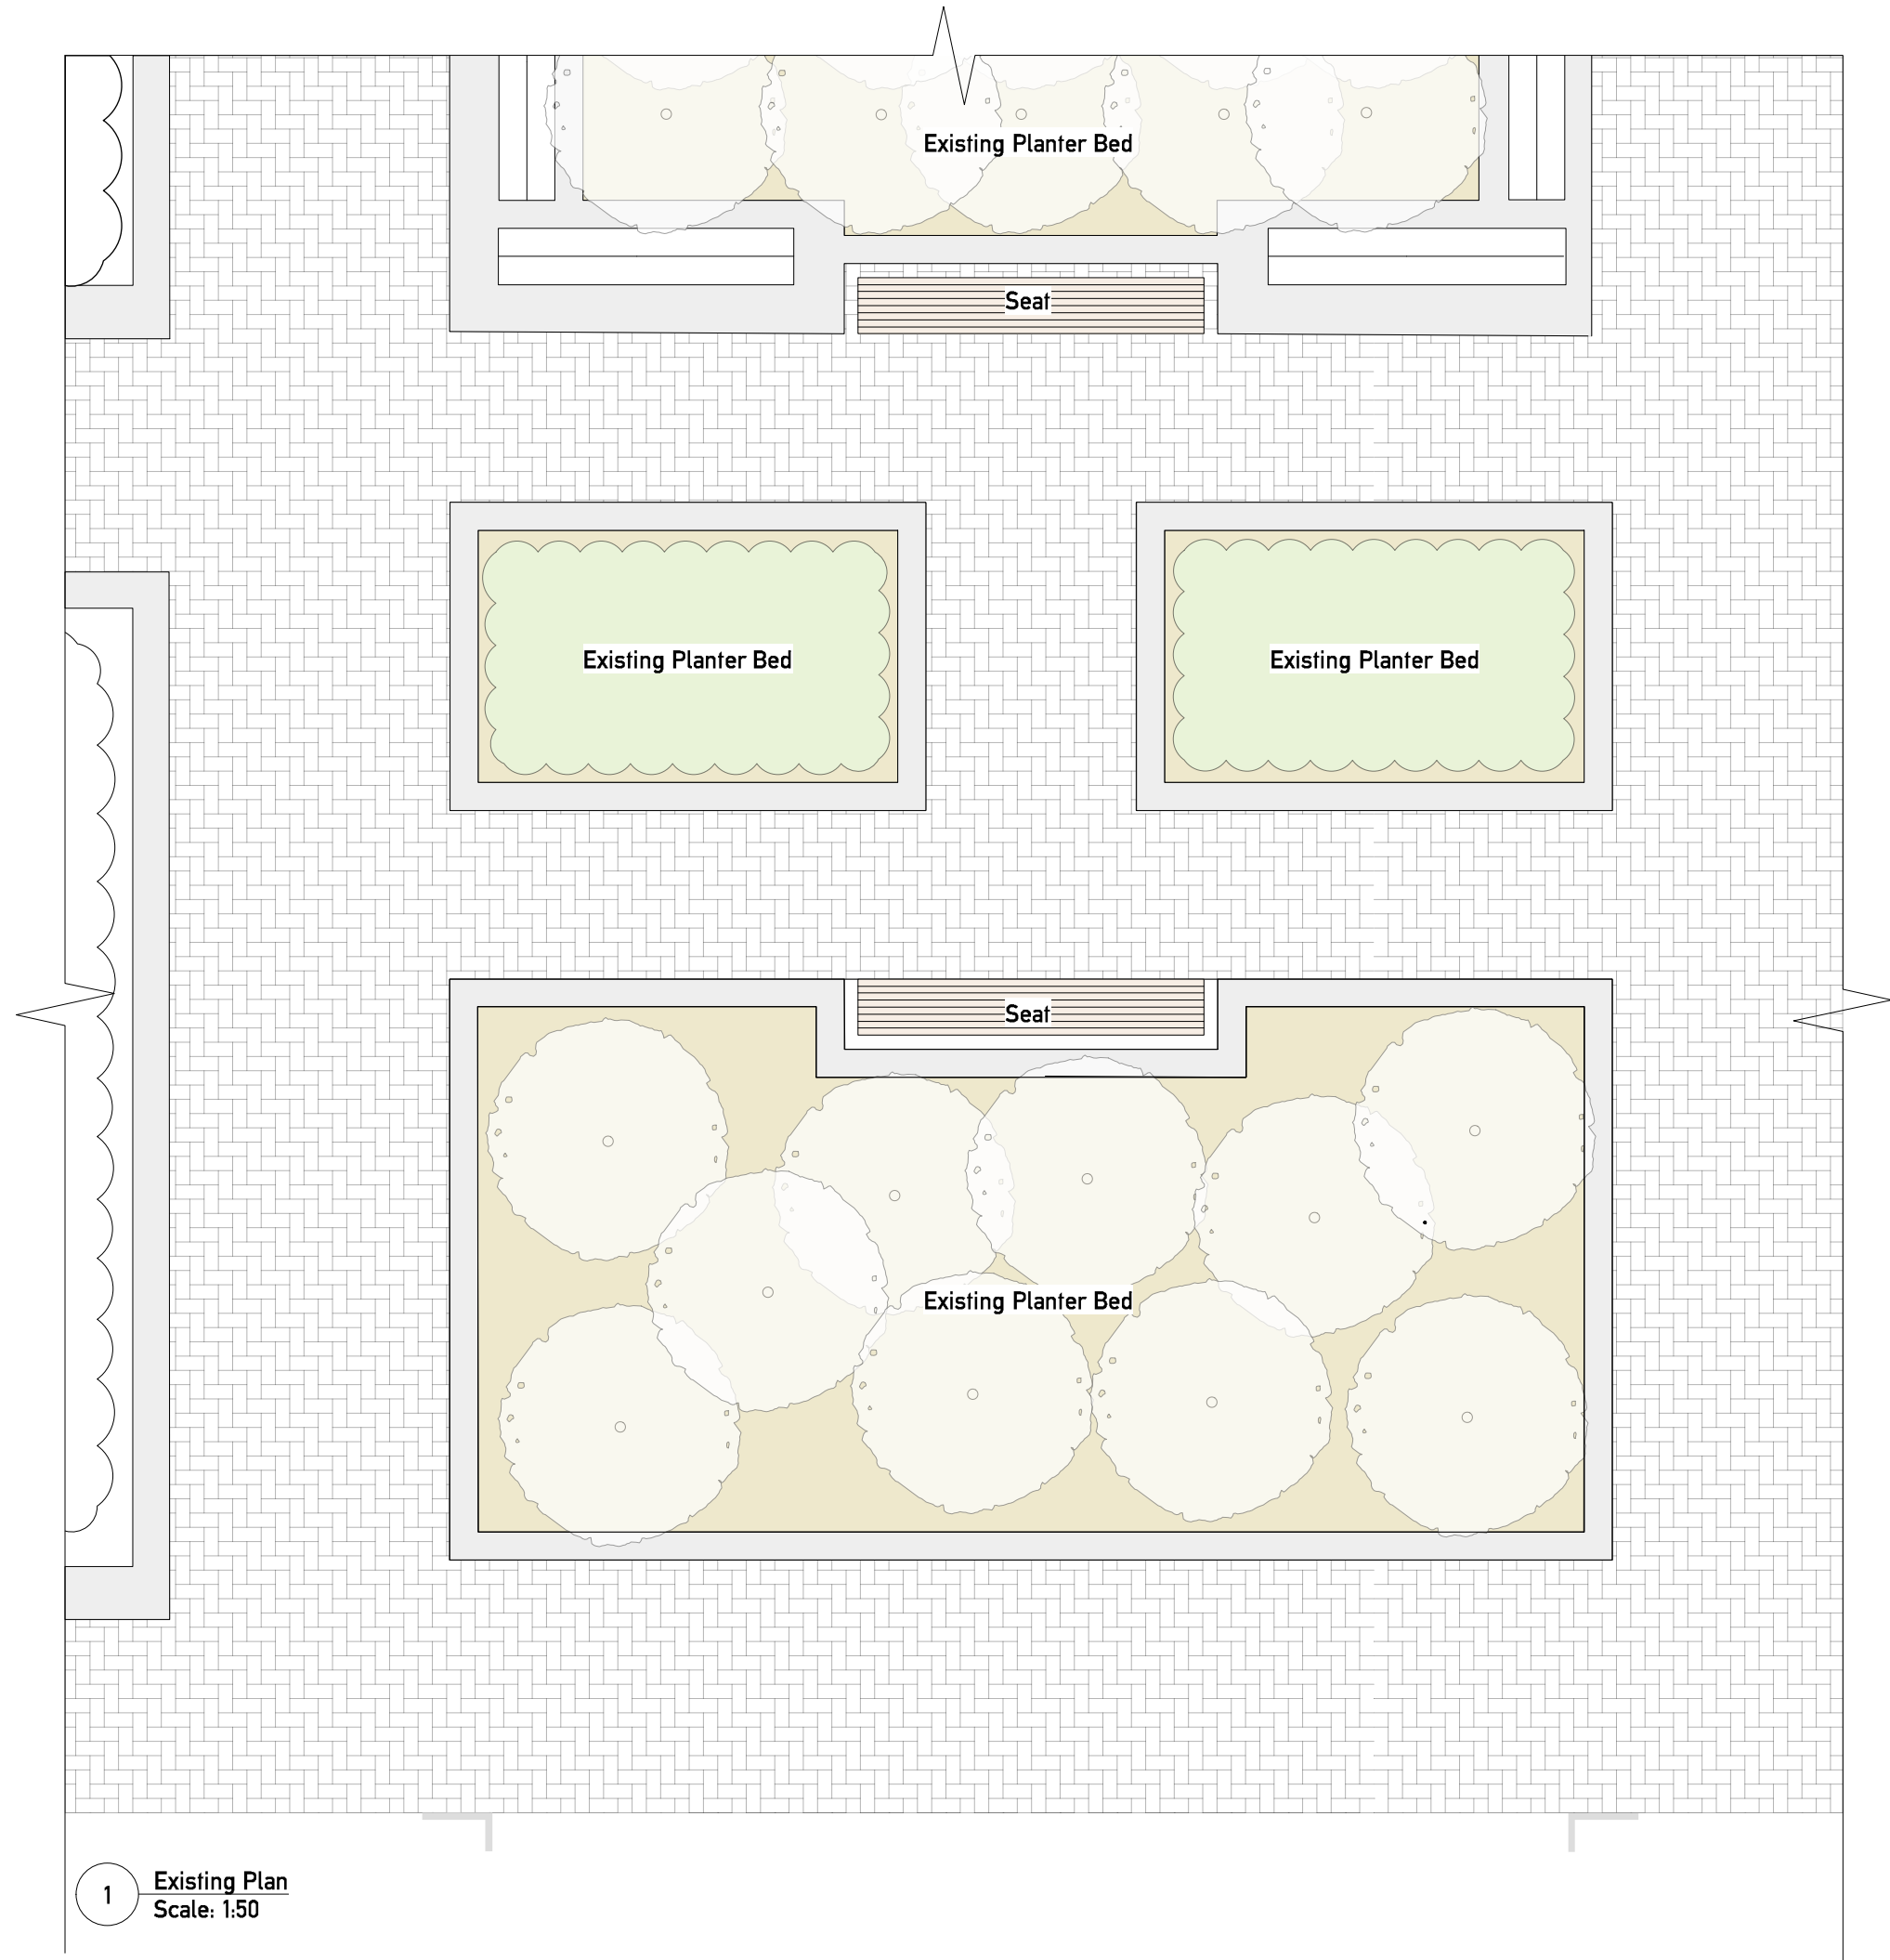 Existing Planter Bed
Seat
Existing Planter Bed
Existing Planter Bed
Seat
Existing Planter Bed
1
Existing Plan
Scale: 1:50